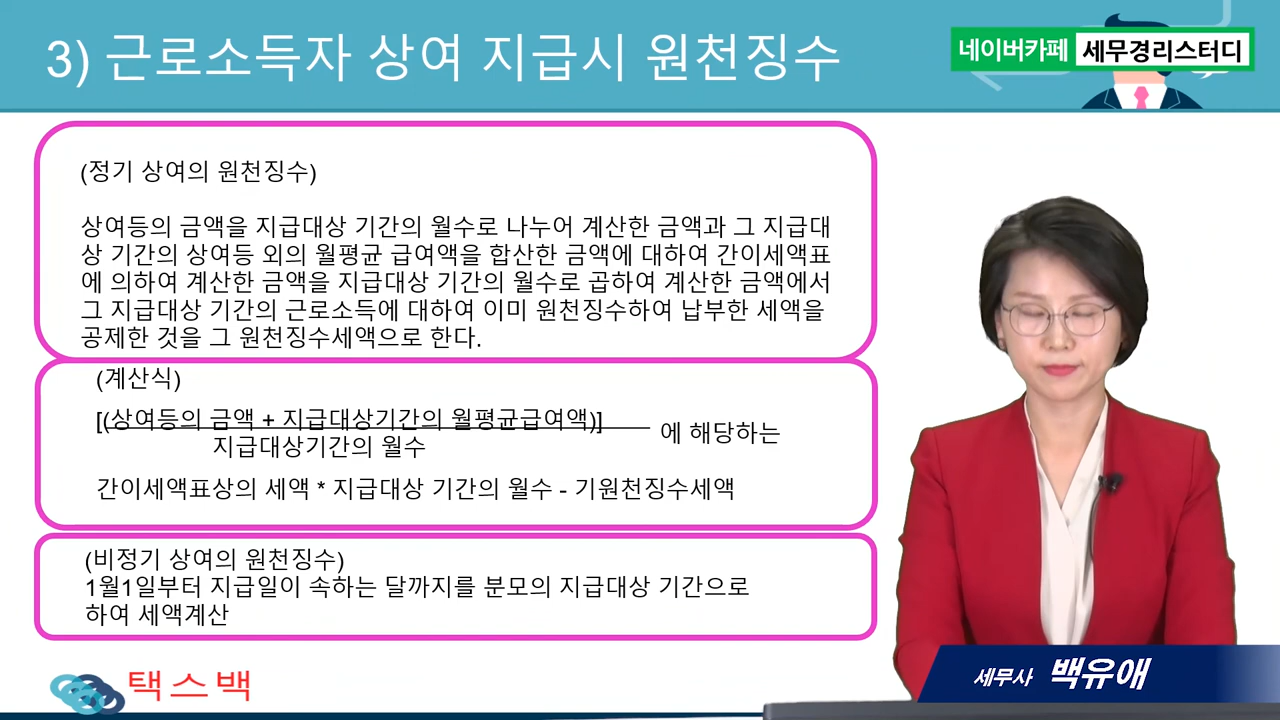 3) 근로소득자 상여 지급시 원천징수
네이버카페 세무경리스터디
(정기 상여의 원천징수)
상여등의 금액을 지급대상 기간의 월수로 나누어 계산한 금액과 그 지급대
상 기간의 상여등 외의 월평균 급여액을 합산한 금액에 대하여 간이세액표
에 의하여 계산한 금액을 지급대상 기간의 월수로 곱하여 계산한 금액에서
그 지급대상 기간의 근로소득에 대하여 이미 원천징수하여 납부한 세액을
공제한 것을 그 원천징수세액으로 한다.
(계산식)
[(상여등의 금액 + 지급대상기간의 월평균급여액)]
에 해당하는
지급대상기간의 월수
간이세액표상의 세액 * 지급대상 기간의 월수 - 기원천징수세액
(비정기 상여의 원천징수)
1월1일부터 지급일이 속하는 달까지를 분모의 지급대상 기간으로
하여 세액계산
택스백
세무사 백유애